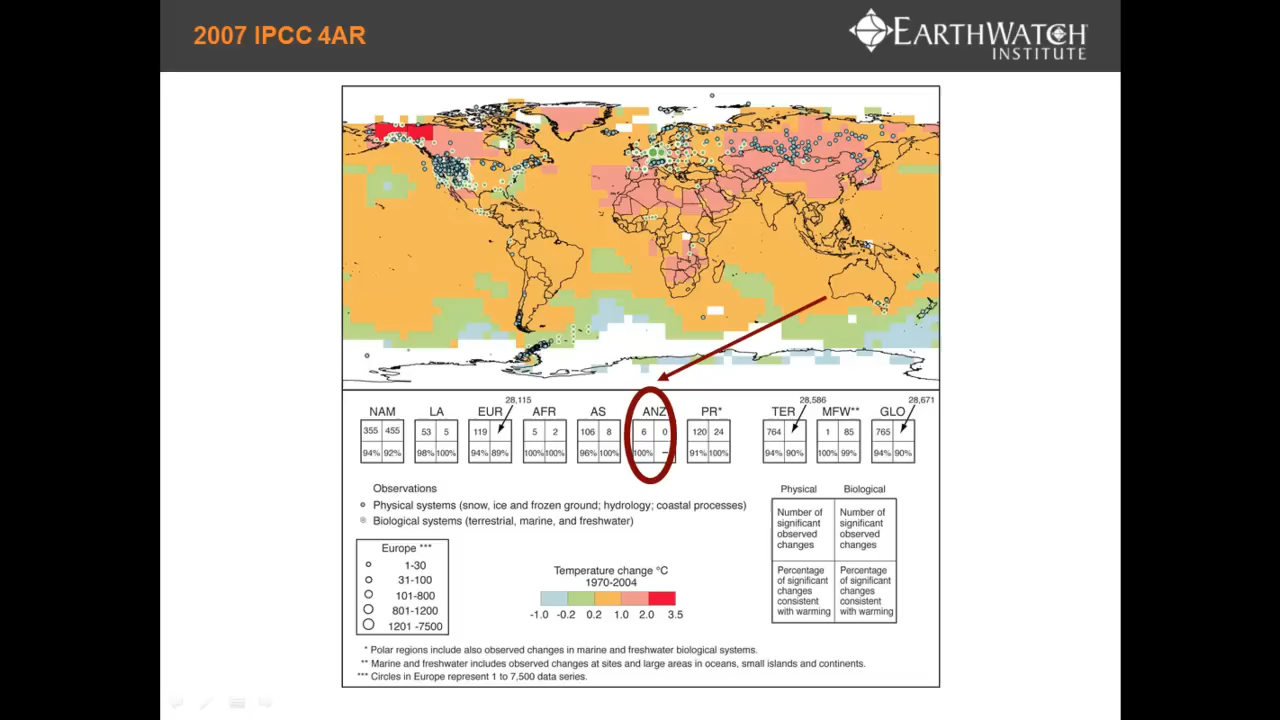 2007 IPCC 4AR
EARTHWATCH
INSTITUTE
28,115
28,586
28,671
NAM LA EUR AFR AS ANZ PR* TER MFW** GLO
355 455 53 5 119 5 2 106 8 6 0 120 24 764 1 85 765
94% 92% 98% 100% 94% 89% 100% 100% 96% 100% 100% – 91% 100% 94% 90% 100% 99% 94% 90%
Observations
Physical systems (snow, ice and frozen ground; hydrology; coastal processes)
Biological systems (terrestrial, marine, and freshwater)
Europe ***
1-30
31-100
101-800
801-1200
1201 -7500
Temperature change °C
1970-2004
-1.0 -0.2 0.2 1.0 2.0 3.5
Physical Biological
Number of
significant
observed
changes
Number of
significant
observed
changes
Percentage
of significant
changes
consistent
with warming
Percentage
of significant
changes
consistent
with warming
* Polar regions include also observed changes in marine and freshwater biological systems.
** Marine and freshwater includes observed changes at sites and large areas in oceans, small islands and continents.
*** Circles in Europe represent 1 to 7,500 data series.